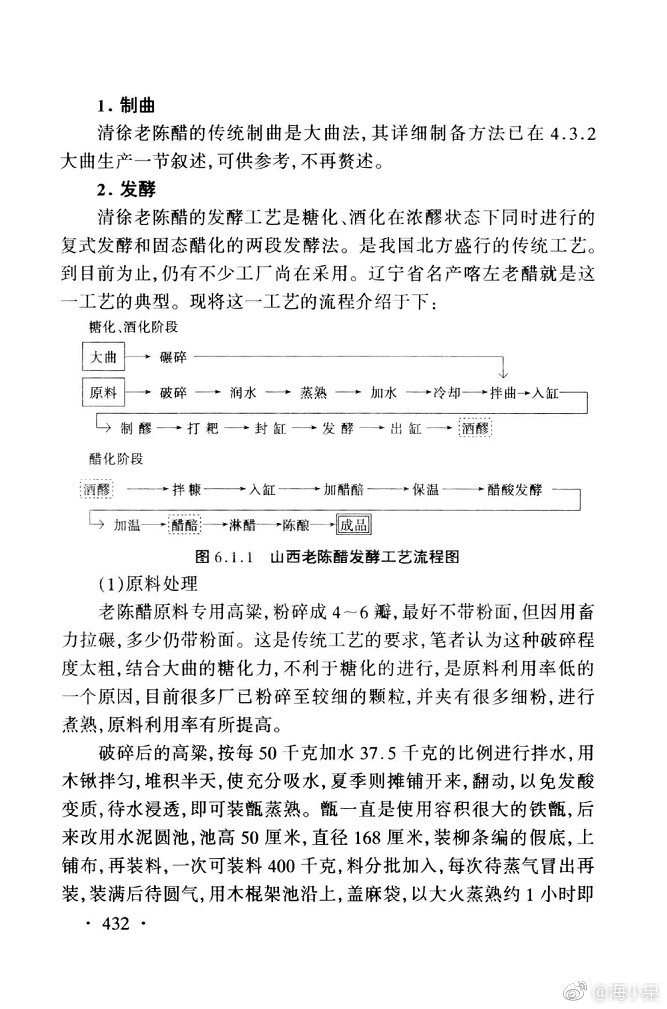 1. 制曲
清徐老陈醋的传统制曲是大曲法,其详细制备方法已在 4.3.2
大曲生产一节叙述,可供参考,不再赘述。
2. 发酵
清徐老陈醋的发酵工艺是糖化、酒化在浓醪状态下同时进行的
复式发酵和固态醋化的两段发酵法。是我国北方盛行的传统工艺。
到目前为止,仍有不少工厂尚在采用。辽宁省名产喀左老醋就是这
一工艺的典型。现将这一工艺的流程介绍于下:
糖化、酒化阶段
大曲 → 碾碎
原料 → 破碎 → 润水 → 蒸熟 → 加水 → 冷却 → 拌曲 → 入缸
→ 制醪 → 打耙 → 封缸 → 发酵 → 出缸 → 酒醪
醋化阶段
酒醪 → 拌糠 → 入缸 → 加醋醅 → 保温 → 醋酸发酵
→ 加温 → 醋醅 → 淋醋 → 陈酿 → 成品
图 6.1.1 山西老陈醋发酵工艺流程图
(1)原料处理
老陈醋原料专用高粱,粉碎成 4～6 瓣,最好不带粉面,但因用畜
力拉碾,多少仍带粉面。这是传统工艺的要求,笔者认为这种破碎程
度太粗,结合大曲的糖化力,不利于糖化的进行,是原料利用率低的
一个原因,目前很多厂已粉碎至较细的颗粒,并夹有很多细粉,进行
煮熟,原料利用率有所提高。
破碎后的高粱,按每 50 千克加水 37.5 千克的比例进行拌水,用
木锹拌匀,堆积半天,使充分吸水,夏季则摊铺开来,翻动,以免发酸
变质,待水浸透,即可装甑蒸熟。甑一直是使用容积很大的铁甑,后
来改用水泥圆池,池高 50 厘米,直径 168 厘米,装柳条编的假底,上
铺布,再装料,一次可装料 400 千克,料分批加入,每次待蒸气冒出再
装,装满后待圆气,用木棍架池沿上,盖麻袋,以大火蒸熟约 1 小时即
· 432 ·
@海小呆